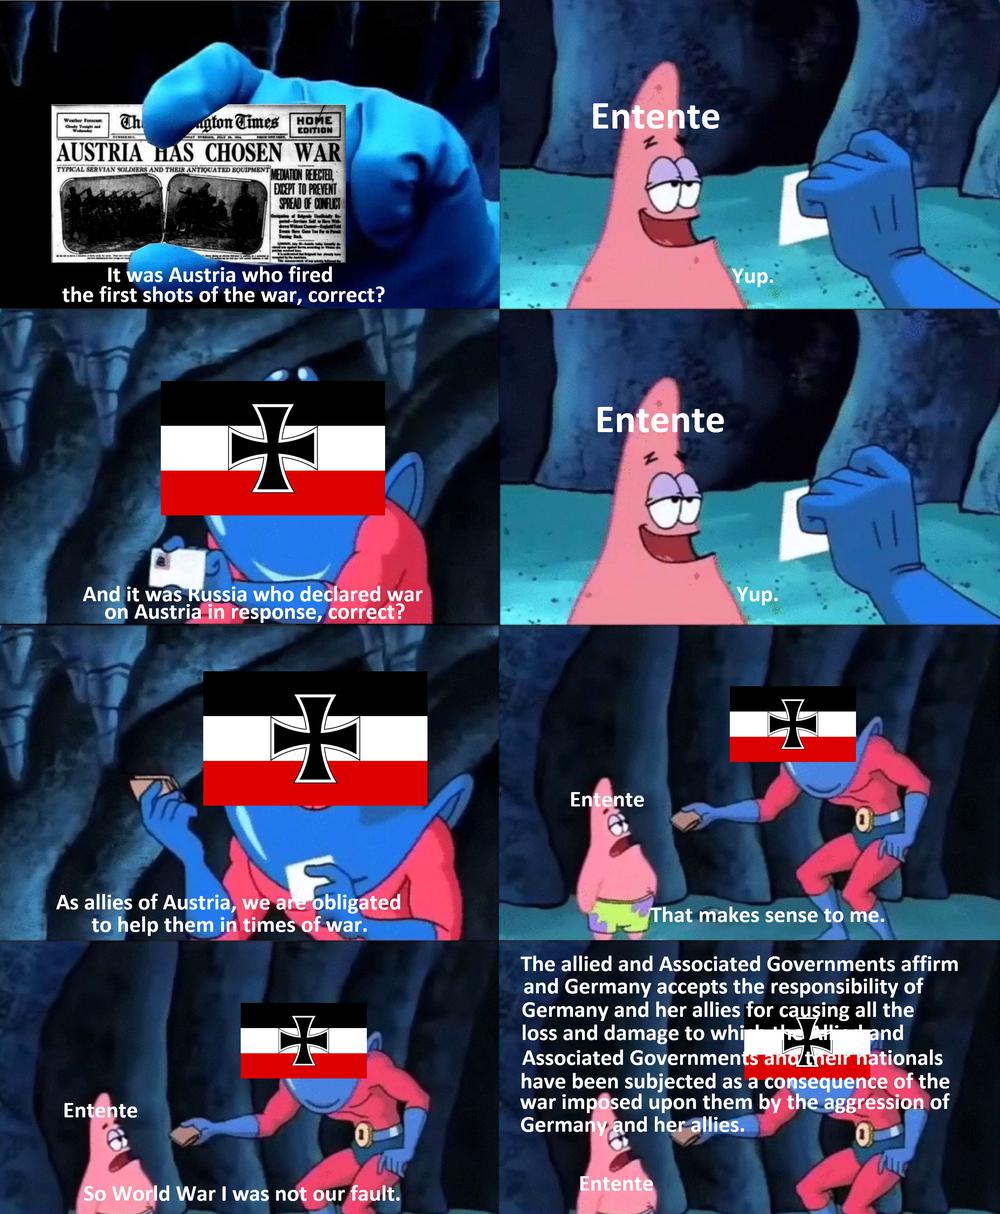 Weather Forecast:
Cloudy Tonight and
Wednesday
HOME
EDITION
AUSTRIA HAS CHOSEN WAR
TYPICAL SERVIAN SOLDIERS AND THEIR ANTIQUATED EQUIPMENT
MEDIATION REJECTED,
EXCEPT TO PREVENT
SPREAD OF CONFLICT
It was Austria who fired
the first shots of the war, correct?
Entente
Yup.
And it was Russia who declared war
on Austria in response, correct?
Entente
Yup.
As allies of Austria, we are obligated
to help them in times of war.
Entente
That makes sense to me.
Entente
So World War I was not our fault.
The allied and Associated Governments affirm
and Germany accepts the responsibility of
Germany and her allies for causing all the
loss and damage to which the Allied and
Associated Governments and their nationals
have been subjected as a consequence of the
war imposed upon them by the aggression of
Germany and her allies.
Entente